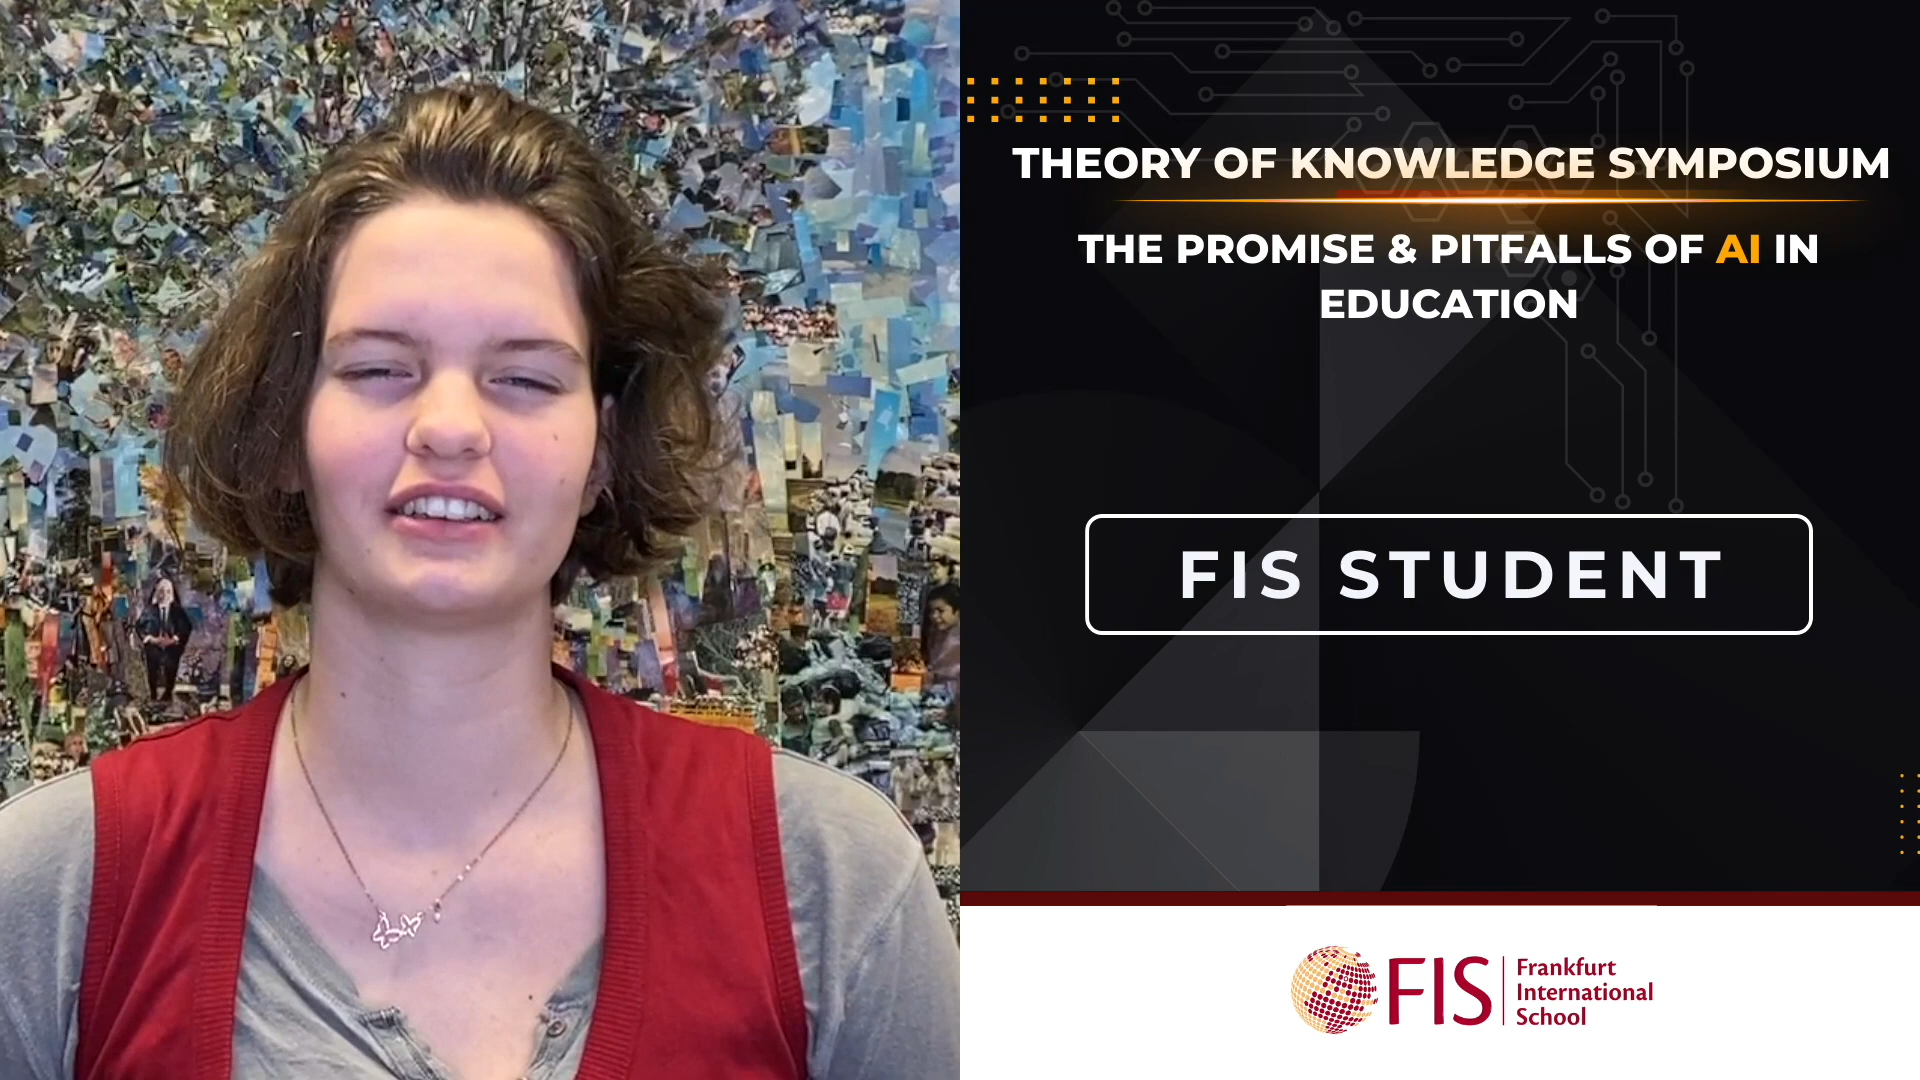 THEORY OF KNOWLEDGE SYMPOSIUM
THE PROMISE & PITFALLS OF AI IN
EDUCATION
FIS STUDENT
FIS
Frankfurt
International
School